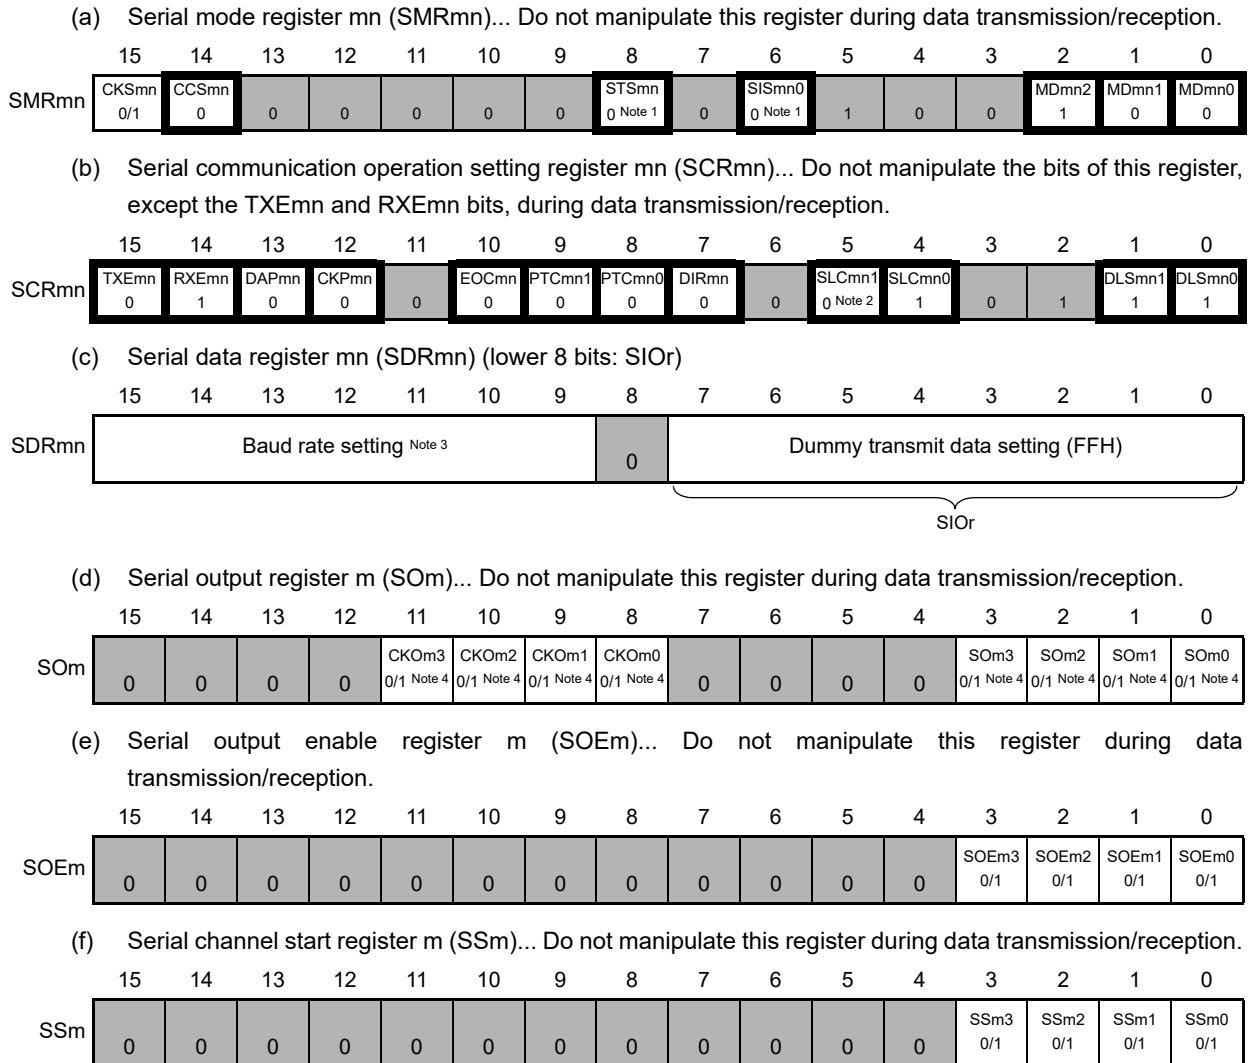 (a) Serial mode register mn (SMRmn)... Do not manipulate this register during data transmission/reception.
15 14 13 12 11 10 9 8 7 6 5 4 3 2 1 0
SMRmn CKSmn CCSmn STSmn SISmn0 MDmn2 MDmn1 MDmn0
0/1 0 0 0 0 0 0 0 Note 1 0 0 Note 1 1 0 0 1 0 0
(b) Serial communication operation setting register mn (SCRmn)... Do not manipulate the bits of this register,
except the TXEmn and RXEmn bits, during data transmission/reception.
15 14 13 12 11 10 9 8 7 6 5 4 3 2 1 0
SCRmn TXEmn RXEmn DAPmn CKPmn EOCmn PTCmn1 PTCmn0 DIRmn SLCmn1 SLCmn0 DLSmn1 DLSmn0
0 1 0 0 0 0 0 0 0 0 0 Note 2 1 0 1 1 1
(c) Serial data register mn (SDRmn) (lower 8 bits: SIOr)
15 14 13 12 11 10 9 8 7 6 5 4 3 2 1 0
SDRmn Baud rate setting Note 3 0 Dummy transmit data setting (FFH)
SIOr
(d) Serial output register m (SOm)... Do not manipulate this register during data transmission/reception.
15 14 13 12 11 10 9 8 7 6 5 4 3 2 1 0
SOm CKOm3 CKOm2 CKOm1 CKOm0 SOm3 SOm2 SOm1 SOm0
0 0 0 0 0/1 Note 4 0/1 Note 4 0/1 Note 4 0/1 Note 4 0 0 0 0 0/1 Note 4 0/1 Note 4 0/1 Note 4 0/1 Note 4
(e) Serial output enable register m (SOEm)... Do not manipulate this register during data
transmission/reception.
15 14 13 12 11 10 9 8 7 6 5 4 3 2 1 0
SOEm SOEm3 SOEm2 SOEm1 SOEm0
0 0 0 0 0 0 0 0 0 0 0 0 0/1 0/1 0/1 0/1
(f) Serial channel start register m (SSm)... Do not manipulate this register during data transmission/reception.
15 14 13 12 11 10 9 8 7 6 5 4 3 2 1 0
SSm SSm3 SSm2 SSm1 SSm0
0 0 0 0 0 0 0 0 0 0 0 0 0/1 0/1 0/1 0/1